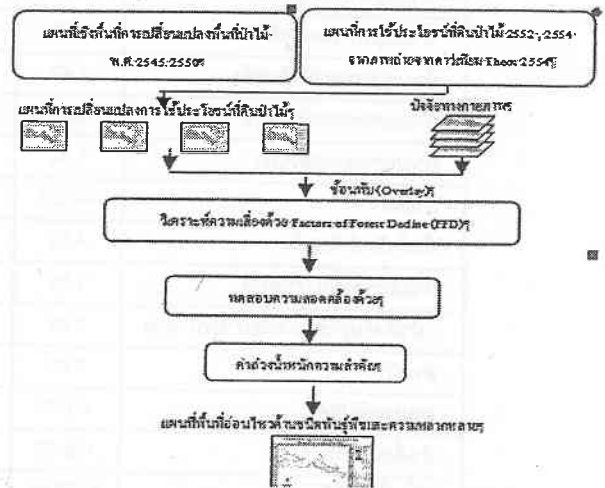 แผนที่เชิงพื้นที่การเปลี่ยนแปลงพื้นที่ป่าไม้
พ.ศ.2545-2550
แผนที่การใช้ประโยชน์ที่ดินป่าไม้ 2552, 2554
จากภาพถ่ายจากดาวเทียม Theos 2554
แผนที่การเปลี่ยนแปลงการใช้ประโยชน์ที่ดินป่าไม้
ปัจจัยทางกายภาพ
ซ้อนทับ (Overlay)
วิเคราะห์ความเสี่ยงด้วย Factors of Forest Decline (FFD)
ทดสอบความสอดคล้องด้วย
ค่าถ่วงน้ำหนักความสำคัญ
แผนที่พื้นที่อ่อนไหวด้านชนิดพันธุ์พืชและความหลากหลาย